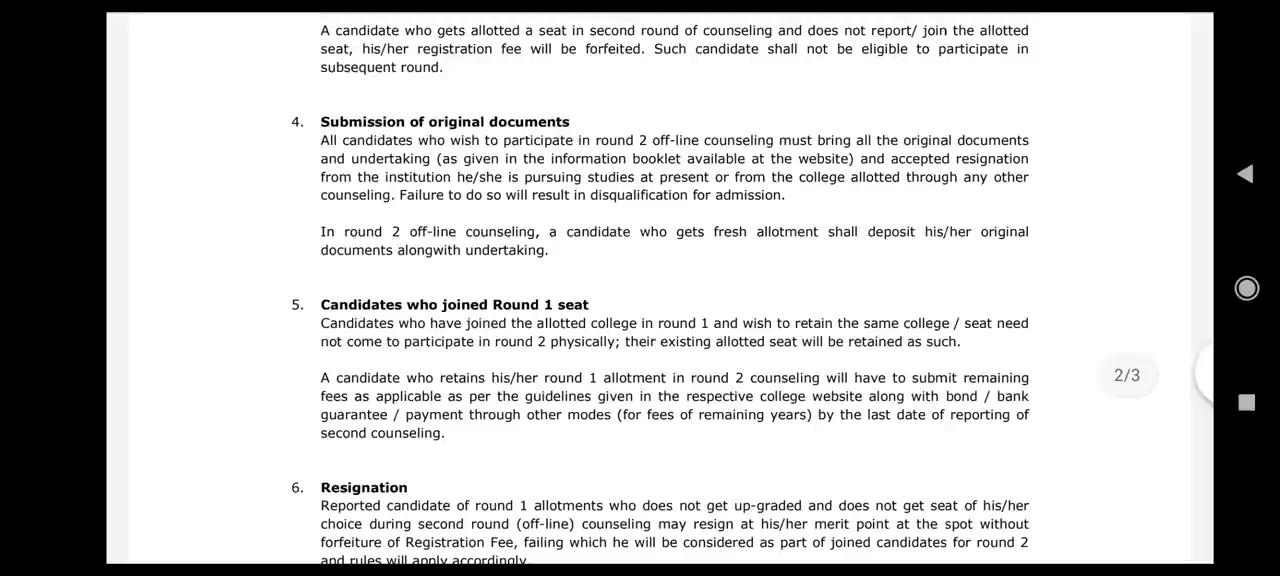 A candidate who gets allotted a seat in second round of counseling and does not report/ join the allotted
seat, his/her registration fee will be forfeited. Such candidate shall not be eligible to participate in
subsequent round.
4. Submission of original documents
All candidates who wish to participate in round 2 off-line counseling must bring all the original documents
and undertaking (as given in the information booklet available at the website) and accepted resignation
from the institution he/she is pursuing studies at present or from the college allotted through any other
counseling. Failure to do so will result in disqualification for admission.
In round 2 off-line counseling, a candidate who gets fresh allotment shall deposit his/her original
documents alongwith undertaking.
5. Candidates who joined Round 1 seat
Candidates who have joined the allotted college in round 1 and wish to retain the same college / seat need
not come to participate in round 2 physically; their existing allotted seat will be retained as such.
A candidate who retains his/her round 1 allotment in round 2 counseling will have to submit remaining
fees as applicable as per the guidelines given in the respective college website along with bond / bank
guarantee / payment through other modes (for fees of remaining years) by the last date of reporting of
second counseling.
2/3
6. Resignation
Reported candidate of round 1 allotments who does not get up-graded and does not get seat of his/her
choice during second round (off-line) counseling may resign at his/her merit point at the spot without
forfeiture of Registration Fee, failing which he will be considered as part of joined candidates for round 2
and rules will apply accordingly.